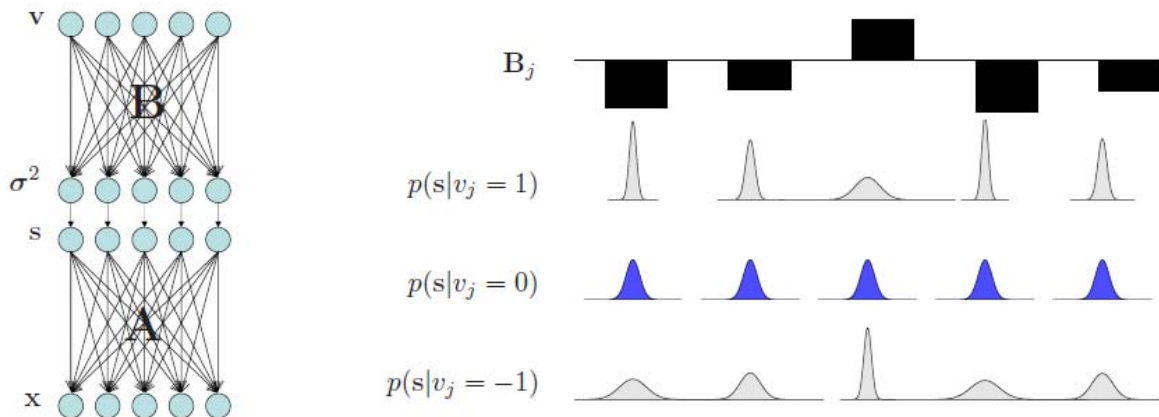 v
B
σ²
s
A
x
B_j
p(s|v_j = 1)
p(s|v_j = 0)
p(s|v_j = −1)